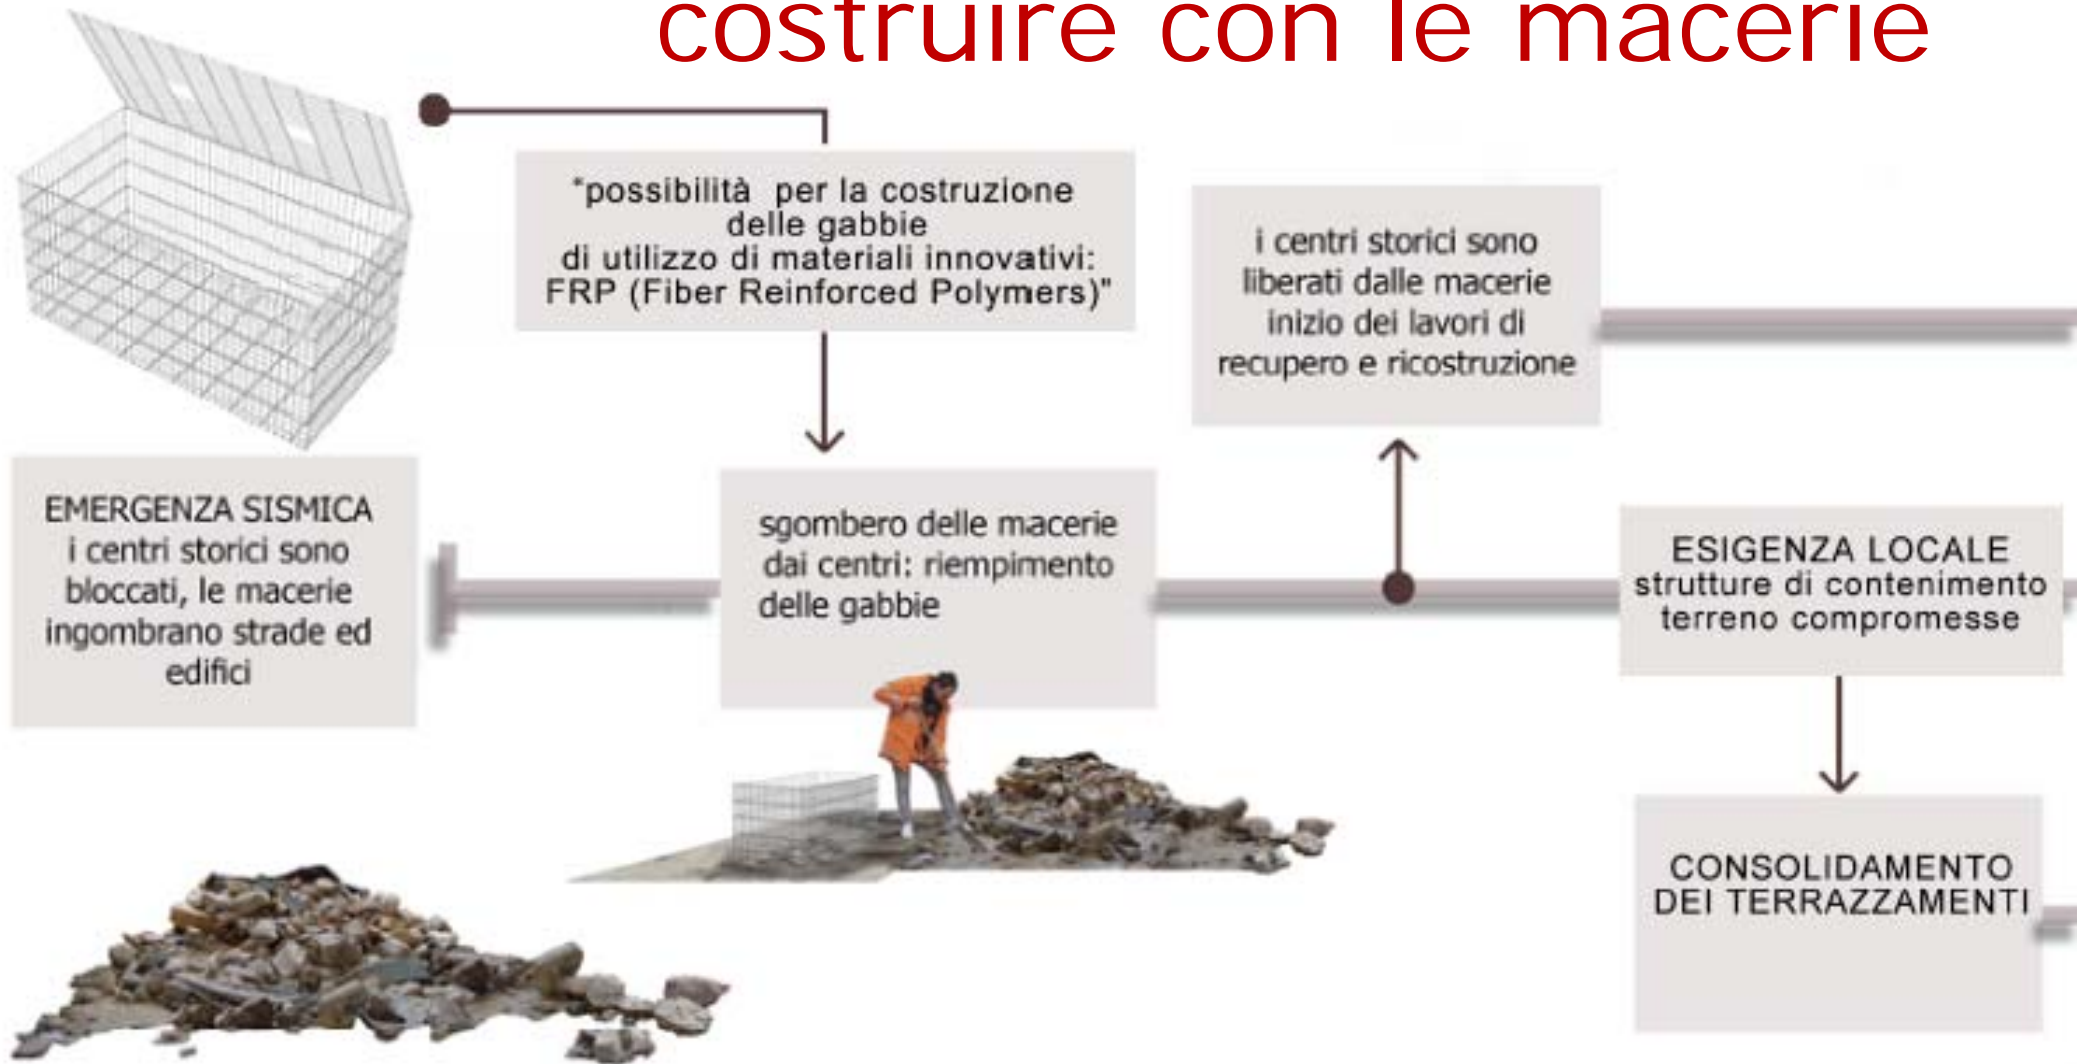 costruire con le macerie
"possibilità per la costruzione
delle gabbie
di utilizzo di materiali innovativi:
FRP (Fiber Reinforced Polymers)"
i centri storici sono
liberati dalle macerie
inizio dei lavori di
recupero e ricostruzione
EMERGENZA SISMICA
i centri storici sono
bloccati, le macerie
ingombrano strade ed
edifici
sgombero delle macerie
dai centri: riempimento
delle gabbie
ESIGENZA LOCALE
strutture di contenimento
terreno compromesse
CONSOLIDAMENTO
DEI TERRAZZAMENTI